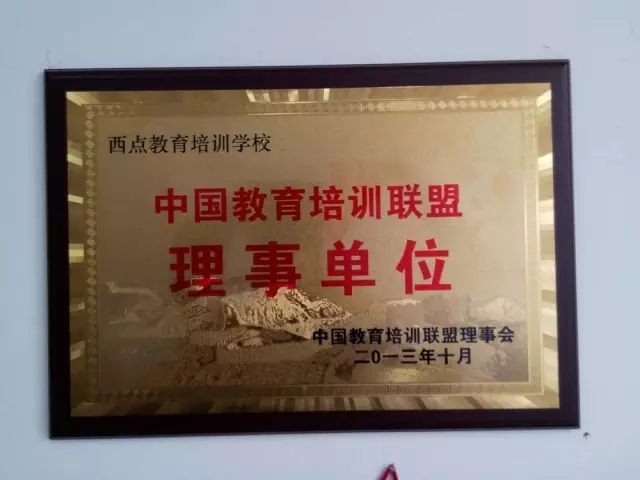 西点教育培训学校
中国教育培训联盟
理事单位
中国教育培训联盟理事会
二0一三年十月